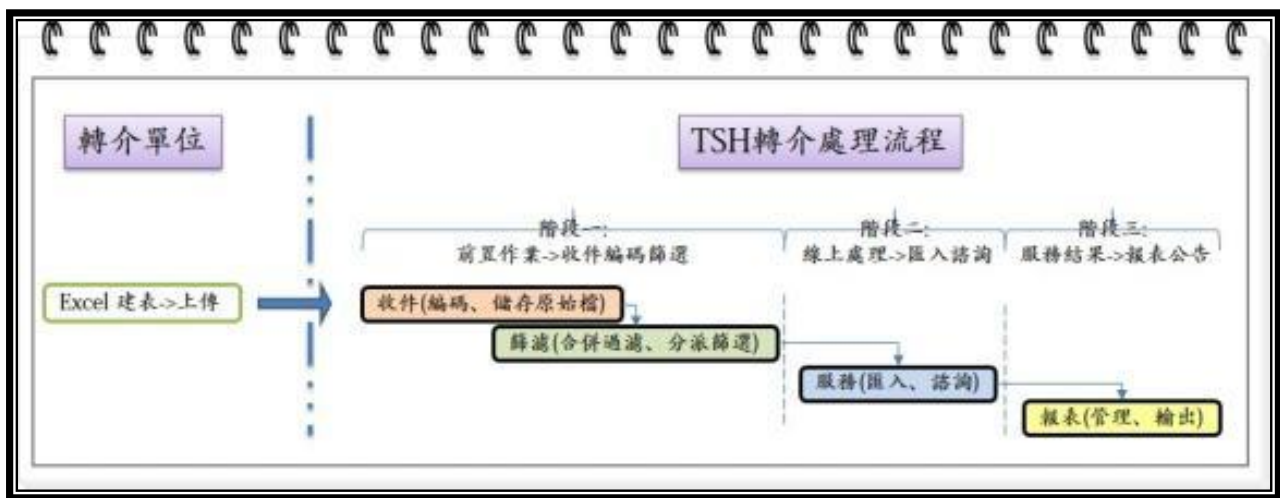 轉介單位
TSH轉介處理流程
階段一:
前置作業->收件編碼篩選
階段二:
線上處理->匯入諮詢
階段三:
服務結果->報表公告
Excel 建表->上傳
收件(編碼、儲存原始檔)
篩濾(合併過濾、分派篩選)
服務(匯入、諮詢)
報表(管理、輸出)